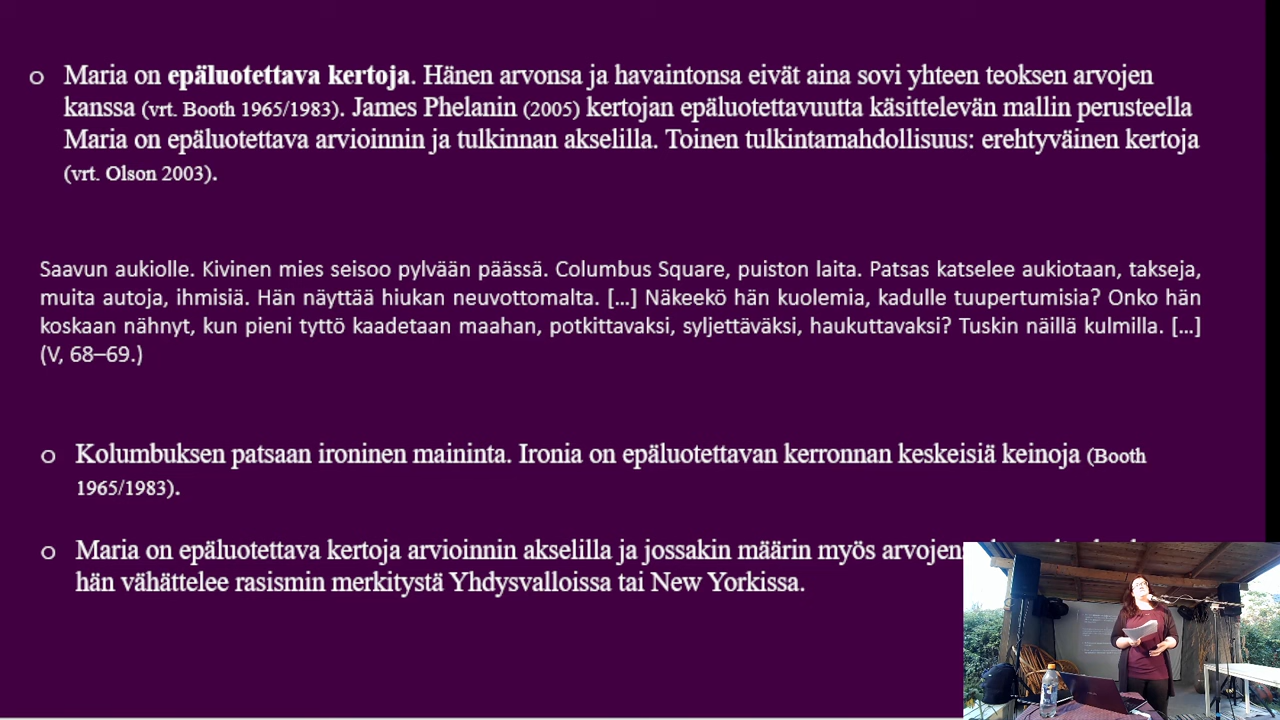 o Maria on epäluotettava kertoja. Hänen arvonsa ja havaintonsa eivät aina sovi yhteen teoksen arvojen
kanssa (vrt. Booth 1965/1983). James Phelanin (2005) kertojan epäluotettavuutta käsittelevän mallin perusteella
Maria on epäluotettava arvioinnin ja tulkinnan akselilla. Toinen tulkintamahdollisuus: erehtyväinen kertoja
(vrt. Olson 2003).
Saavun aukiolle. Kivinen mies seisoo pylvään päässä. Columbus Square, puiston laita. Patsas katselee aukiotaan, takseja,
muita autoja, ihmisiä. Hän näyttää hiukan neuvottomalta. […] Näkeekö hän kuolemia, kadulle tuupertumisia? Onko hän
koskaan nähnyt, kun pieni tyttö kaadetaan maahan, potkittavaksi, syljettäväksi, haukuttavaksi? Tuskin näillä kulmilla. […]
(V, 68–69.)
o Kolumbuksen patsaan ironinen maininta. Ironia on epäluotettavan kerronnan keskeisiä keinoja (Booth
1965/1983).
o Maria on epäluotettava kertoja arvioinnin akselilla ja jossakin määrin myös
hän vähättelee rasismin merkitystä Yhdysvalloissa tai New Yorkissa.